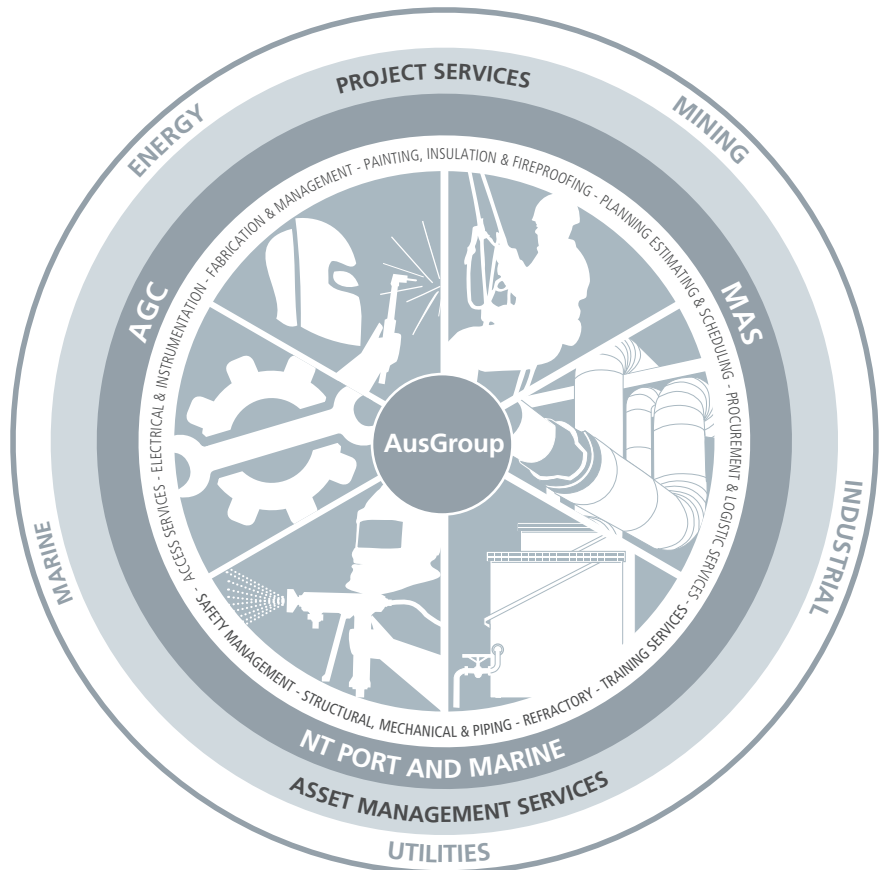 PROJECT SERVICES
ENERGY
MINING
INDUSTRIAL
UTILITIES
MARINE
AGC
MAS
NT PORT AND MARINE
ASSET MANAGEMENT SERVICES
ACCESS SERVICES - ELECTRICAL & INSTRUMENTATION - FABRICATION & MANAGEMENT - PAINTING, INSULATION & FIREPROOFING - PLANNING ESTIMATING & SCHEDULING - PROCUREMENT & LOGISTIC SERVICES
- SAFETY MANAGEMENT - STRUCTURAL, MECHANICAL & PIPING - REFRACTORY - TRAINING SERVICES -
AusGroup